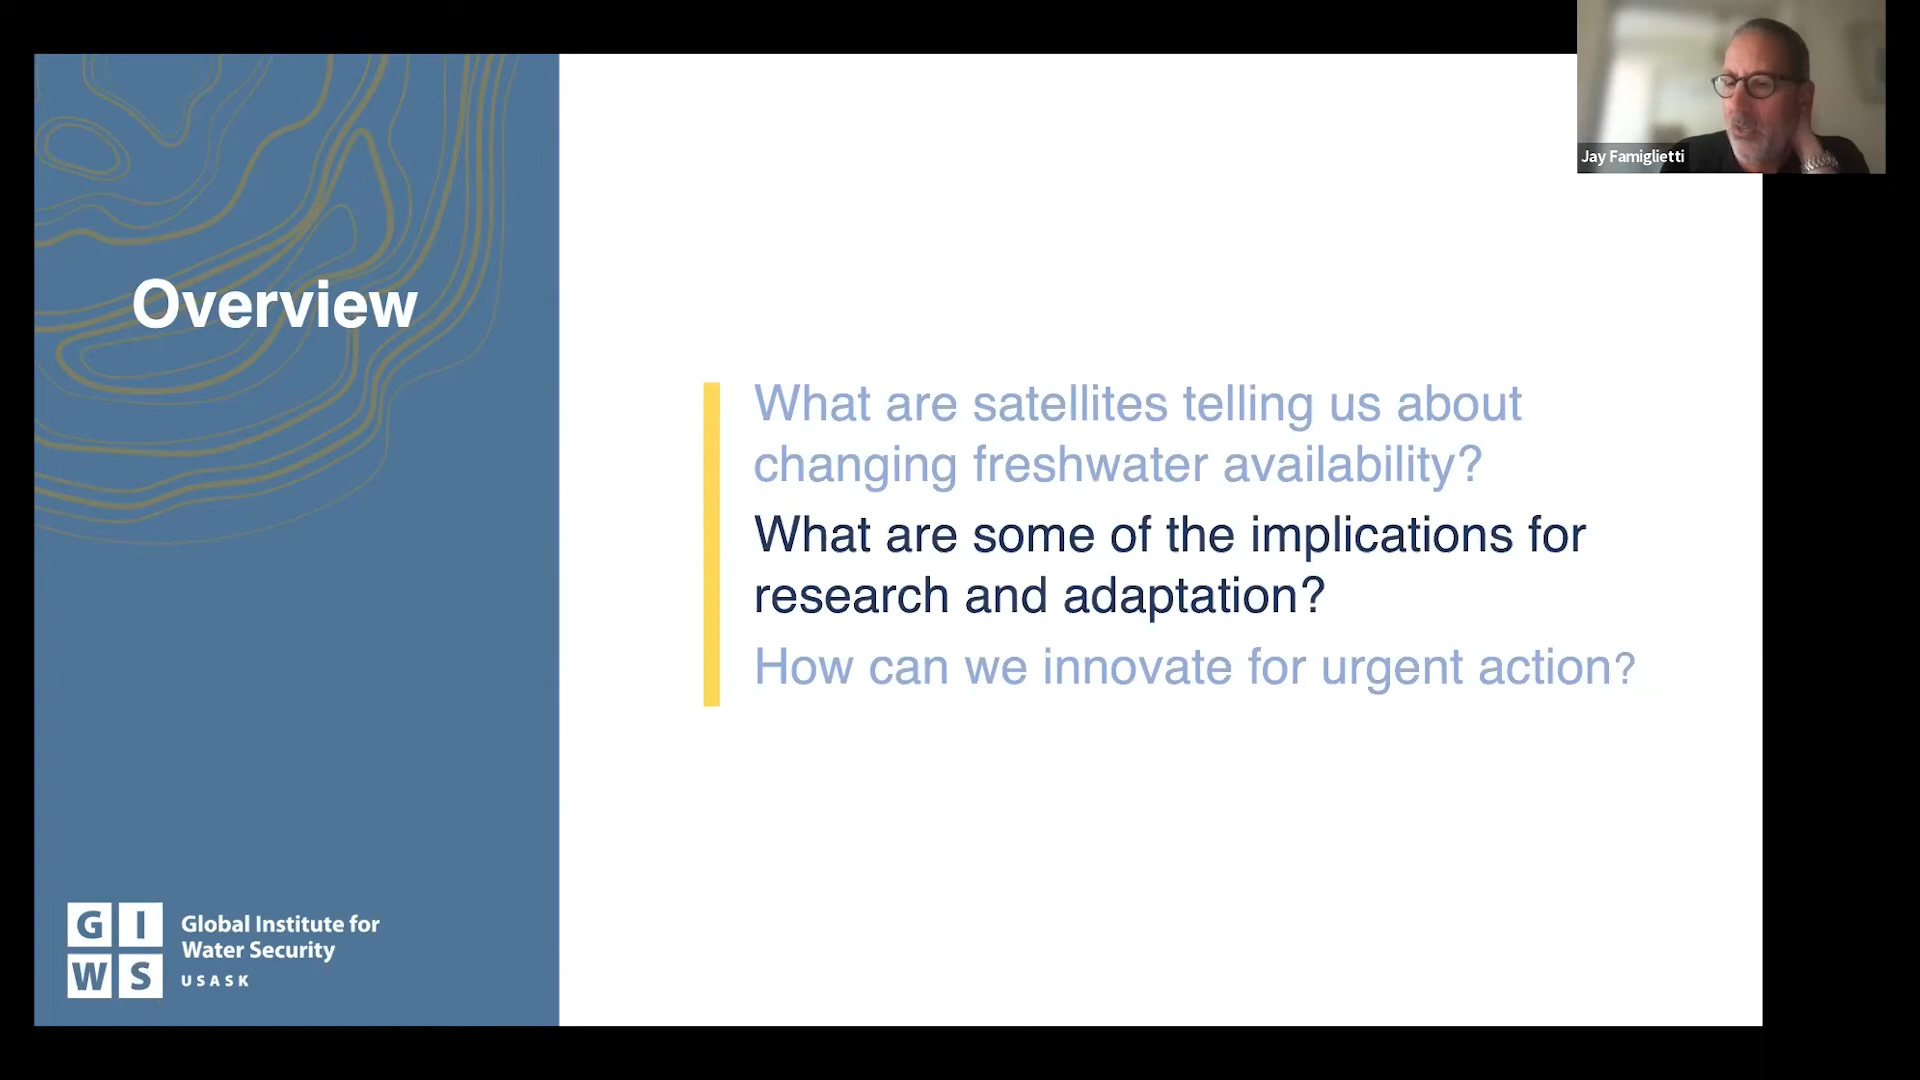 Jay Famiglietti
Overview
What are satellites telling us about
changing freshwater availability?
What are some of the implications for
research and adaptation?
How can we innovate for urgent action?
G I
W S
Global Institute for
Water Security
USASK